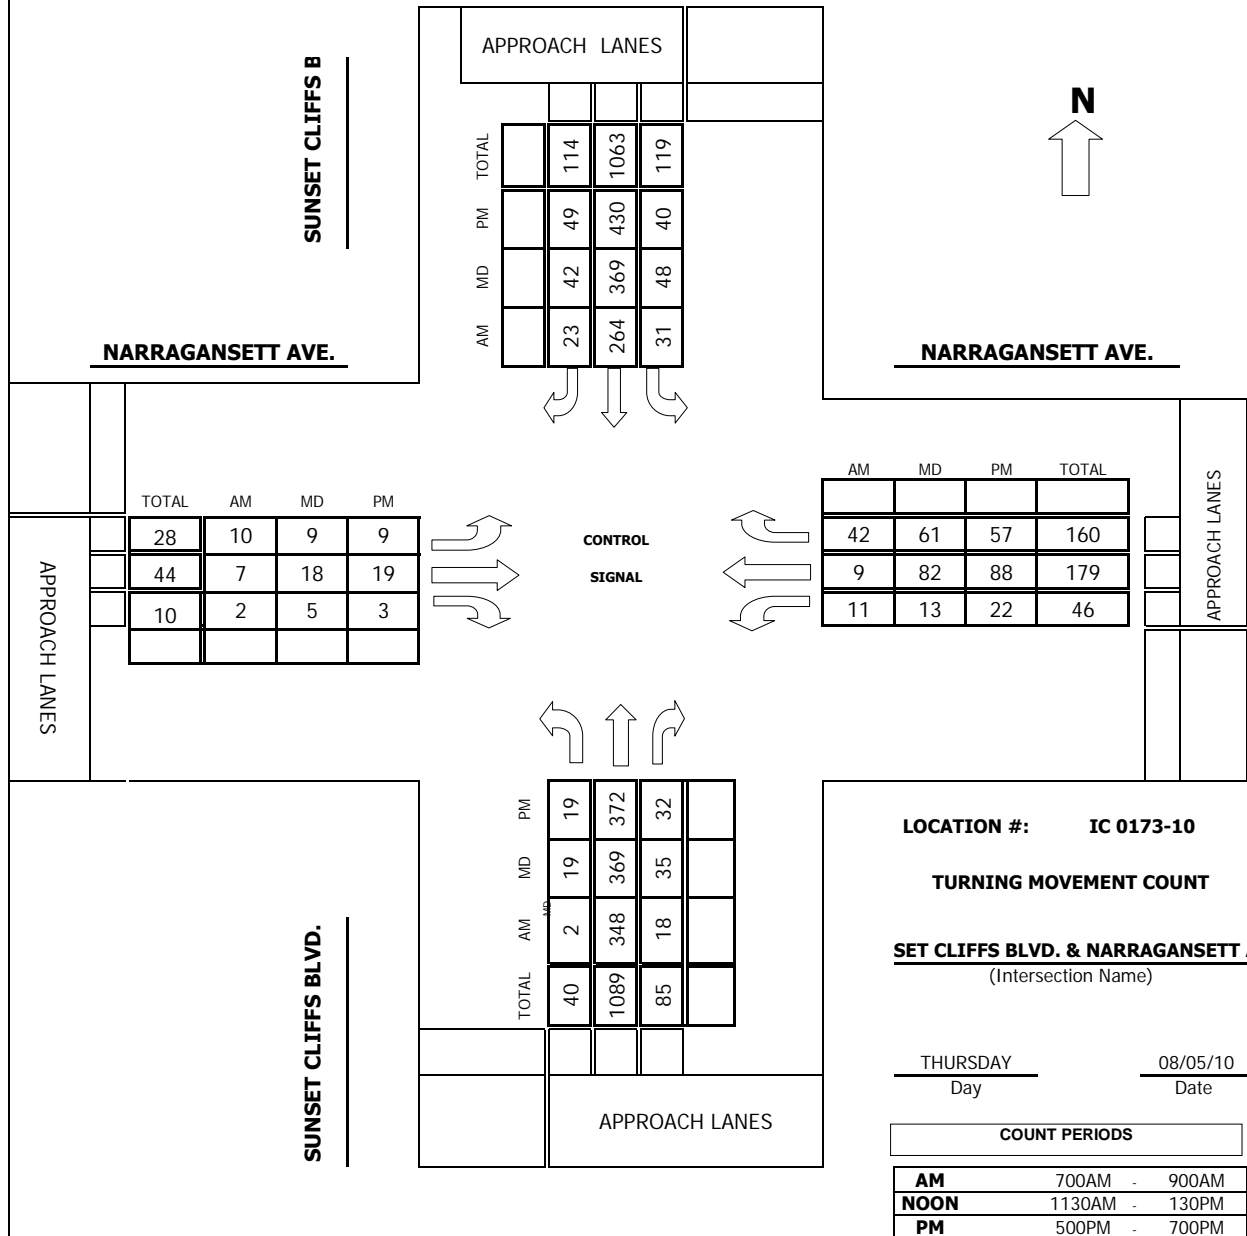 APPROACH LANES
SUNSET CLIFFS B
N
TOTAL 114 1063 119
PM 49 430 40
MD 42 369 48
AM 23 264 31
NARRAGANSETT AVE.
NARRAGANSETT AVE.
TOTAL AM MD PM
28 10 9 9
44 7 18 19
10 2 5 3
APPROACH LANES
CONTROL
SIGNAL
AM MD PM TOTAL
42 61 57 160
9 82 88 179
11 13 22 46
APPROACH LANES
PM 19 372 32
MD 19 369 35
MD
AM 2 348 18
TOTAL 40 1089 85
SUNSET CLIFFS BLVD.
APPROACH LANES
LOCATION #: IC 0173-10
TURNING MOVEMENT COUNT
SET CLIFFS BLVD. & NARRAGANSETT
(Intersection Name)
THURSDAY 08/05/10
Day Date
COUNT PERIODS
AM 700AM - 900AM
NOON 1130AM - 130PM
PM 500PM - 700PM